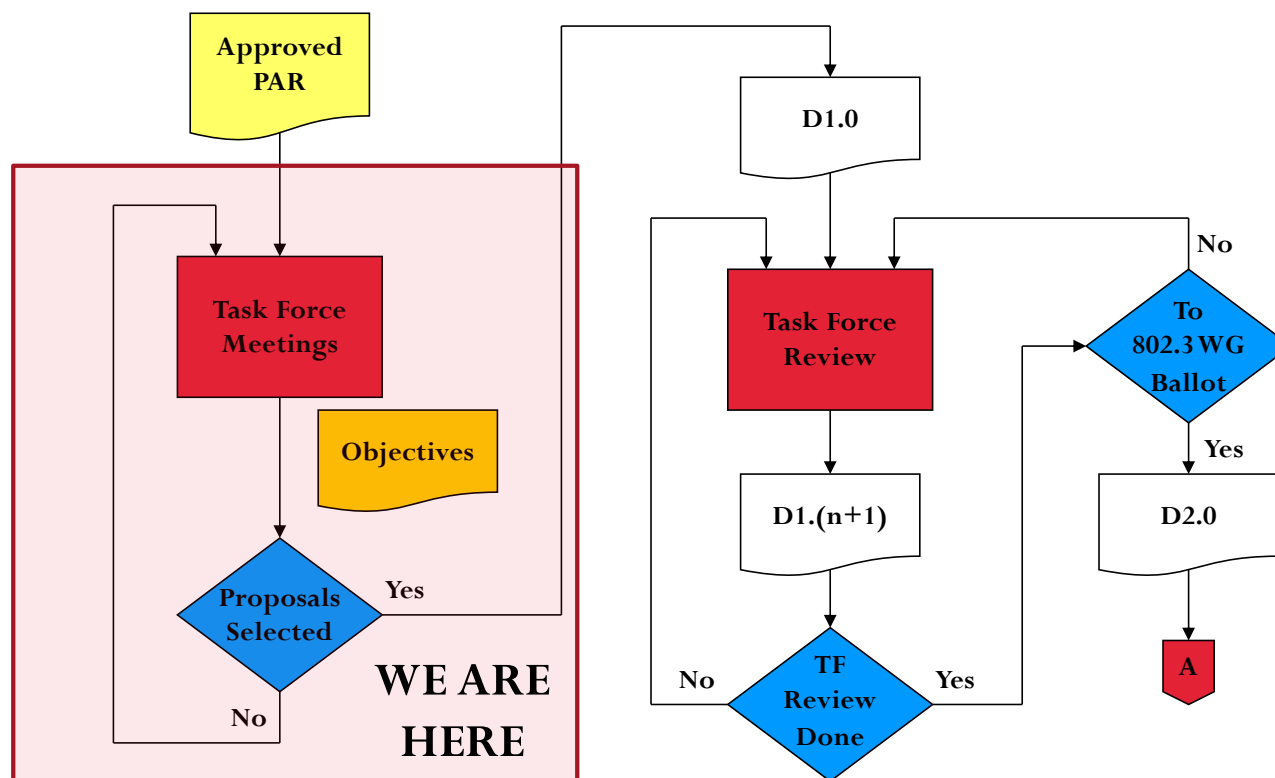 Approved
PAR
Task Force
Meetings
Objectives
Proposals
Selected
Yes
No
WE ARE
HERE
D1.0
Task Force
Review
D1.(n+1)
TF
Review
Done
No
Yes
No
To
802.3 WG
Ballot
Yes
D2.0
A